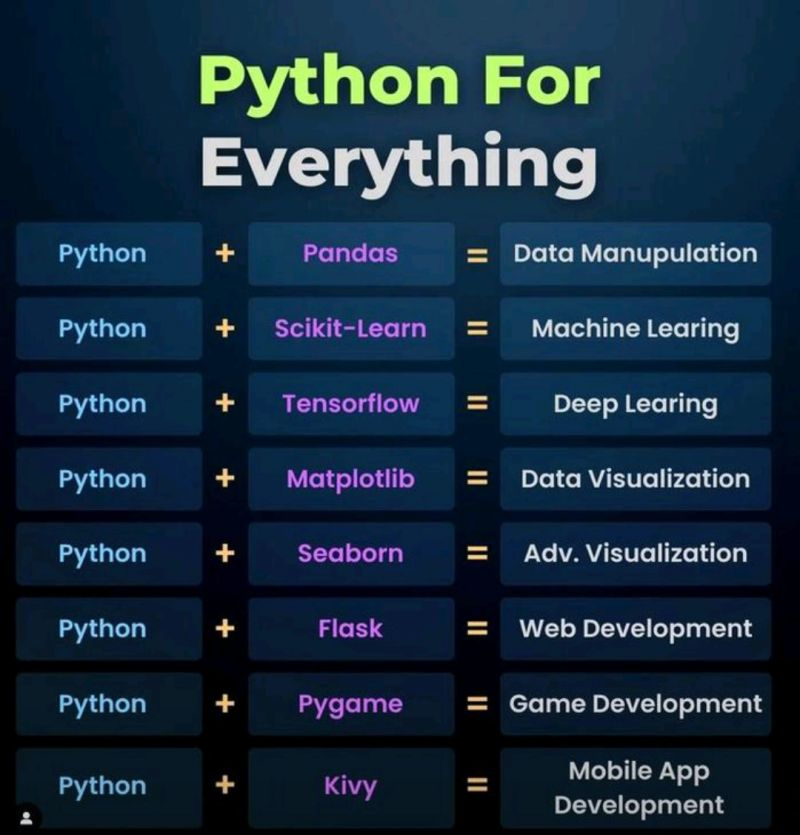 Python For
Everything
Python + Pandas = Data Manupulation
Python + Scikit-Learn = Machine Learing
Python + Tensorflow = Deep Learing
Python + Matplotlib = Data Visualization
Python + Seaborn = Adv. Visualization
Python + Flask = Web Development
Python + Pygame = Game Development
Python + Kivy = Mobile App
Development